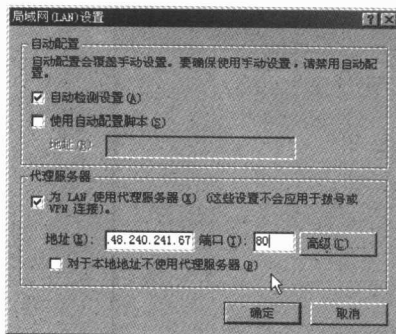 局域网(LAN)设置
自动配置
自动配置会覆盖手动设置。要确保使用手动设置，请禁用自动配
置。
自动检测设置(A)
使用自动配置脚本(S)
地址(R)
代理服务器
为 LAN 使用代理服务器(X) (这些设置不会应用于拨号或
VPN 连接)。
地址(E): .48.240.241.67 端口(T): 80 高级(C)
对于本地地址不使用代理服务器(B)
确定 取消